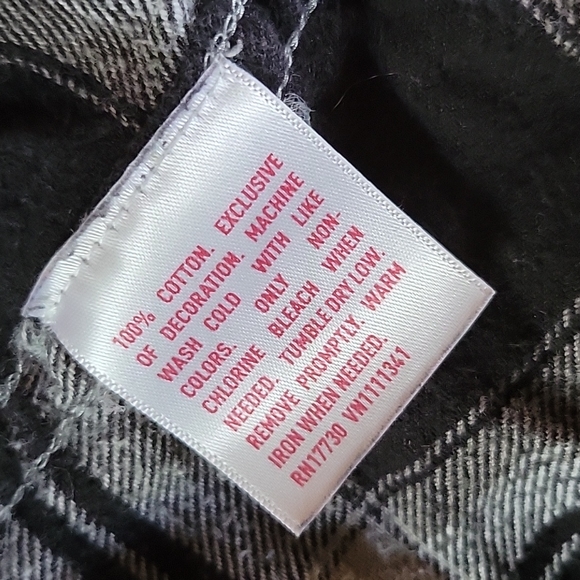 100% COTTON. EXCLUSIVE
OF DECORATION. MACHINE
WASH COLD WITH LIKE
COLORS. ONLY NON-
CHLORINE BLEACH WHEN
NEEDED. TUMBLE DRY LOW.
REMOVE PROMPTLY. WARM
IRON WHEN NEEDED.
RN17730 VN1111341